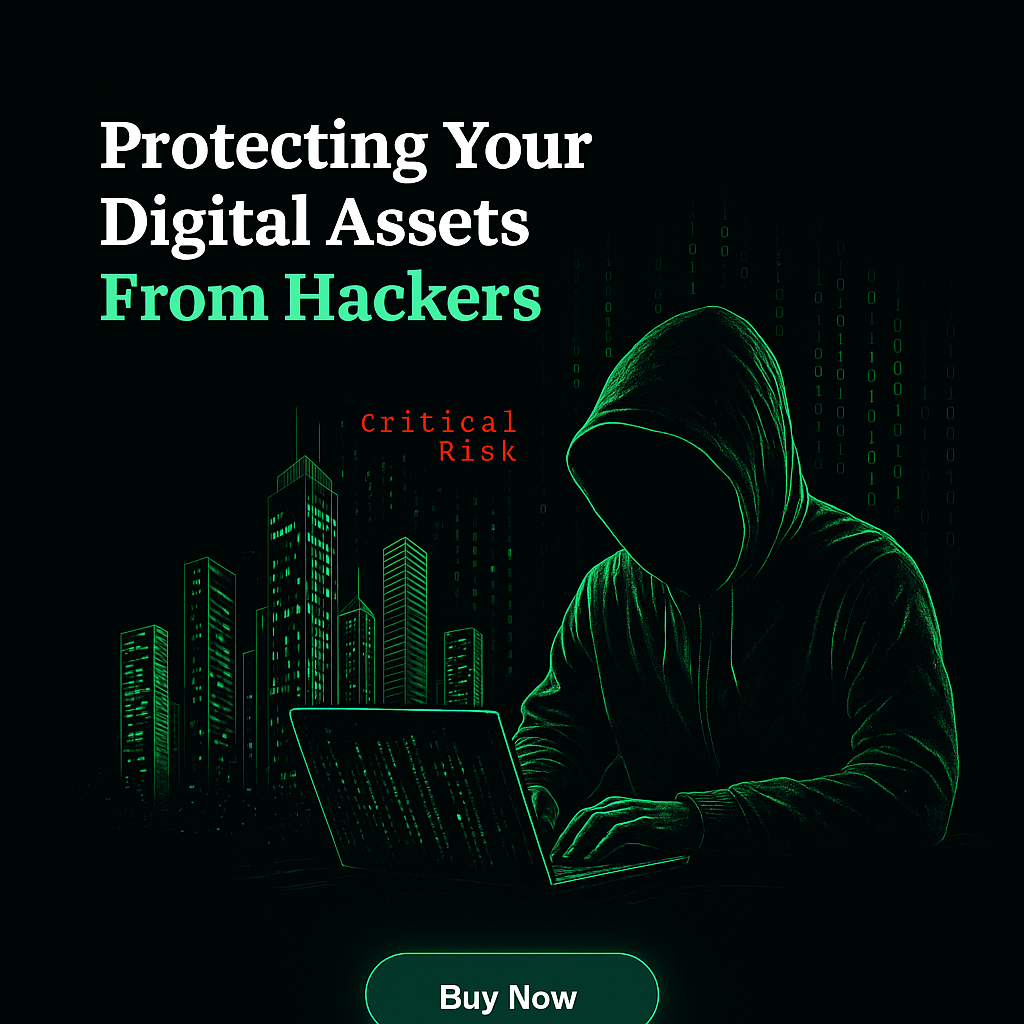 Protecting Your
Digital Assets
From Hackers
Critical
Risk
Buy Now